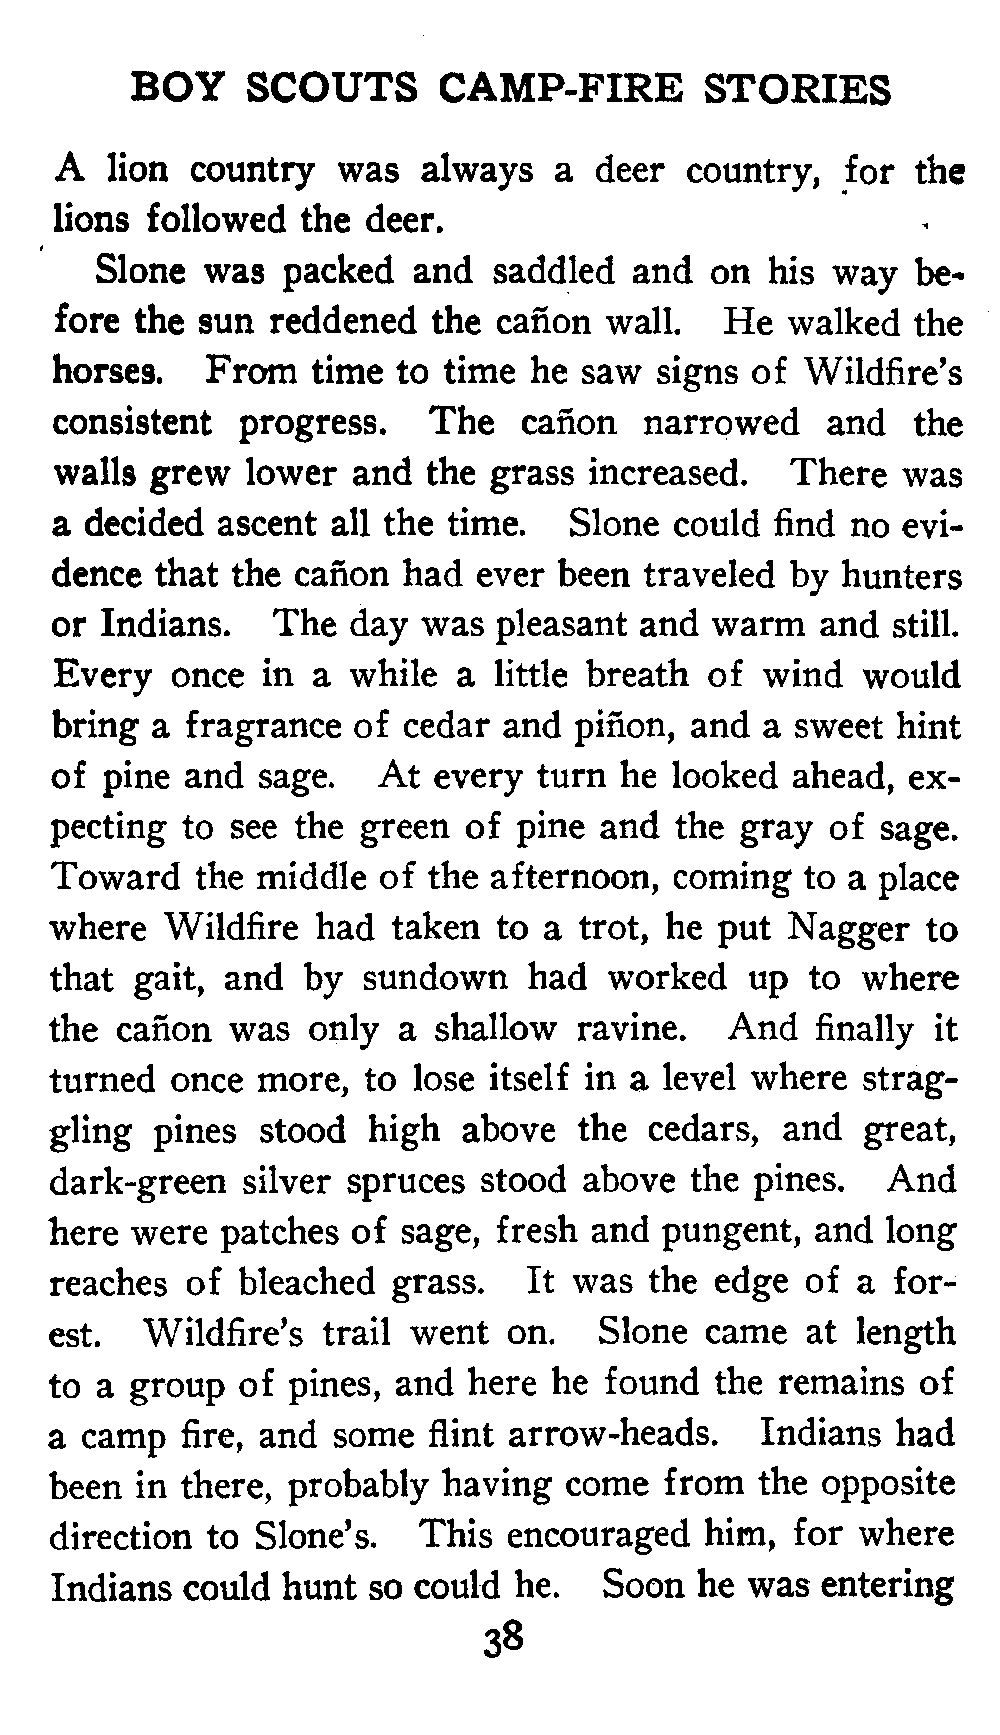 BOY SCOUTS CAMP-FIRE STORIES
A lion country was always a deer country, for the
lions followed the deer.
Slone was packed and saddled and on his way be-
fore the sun reddened the cañon wall. He walked the
horses. From time to time he saw signs of Wildfire's
consistent progress. The cañon narrowed and the
walls grew lower and the grass increased. There was
a decided ascent all the time. Slone could find no evi-
dence that the cañon had ever been traveled by hunters
or Indians. The day was pleasant and warm and still.
Every once in a while a little breath of wind would
bring a fragrance of cedar and piñon, and a sweet hint
of pine and sage. At every turn he looked ahead, ex-
pecting to see the green of pine and the gray of sage.
Toward the middle of the afternoon, coming to a place
where Wildfire had taken to a trot, he put Nagger to
that gait, and by sundown had worked up to where
the cañon was only a shallow ravine. And finally it
turned once more, to lose itself in a level where strag-
gling pines stood high above the cedars, and great,
dark-green silver spruces stood above the pines. And
here were patches of sage, fresh and pungent, and long
reaches of bleached grass. It was the edge of a for-
est. Wildfire's trail went on. Slone came at length
to a group of pines, and here he found the remains of
a camp fire, and some flint arrow-heads. Indians had
been in there, probably having come from the opposite
direction to Slone's. This encouraged him, for where
Indians could hunt so could he. Soon he was entering
38